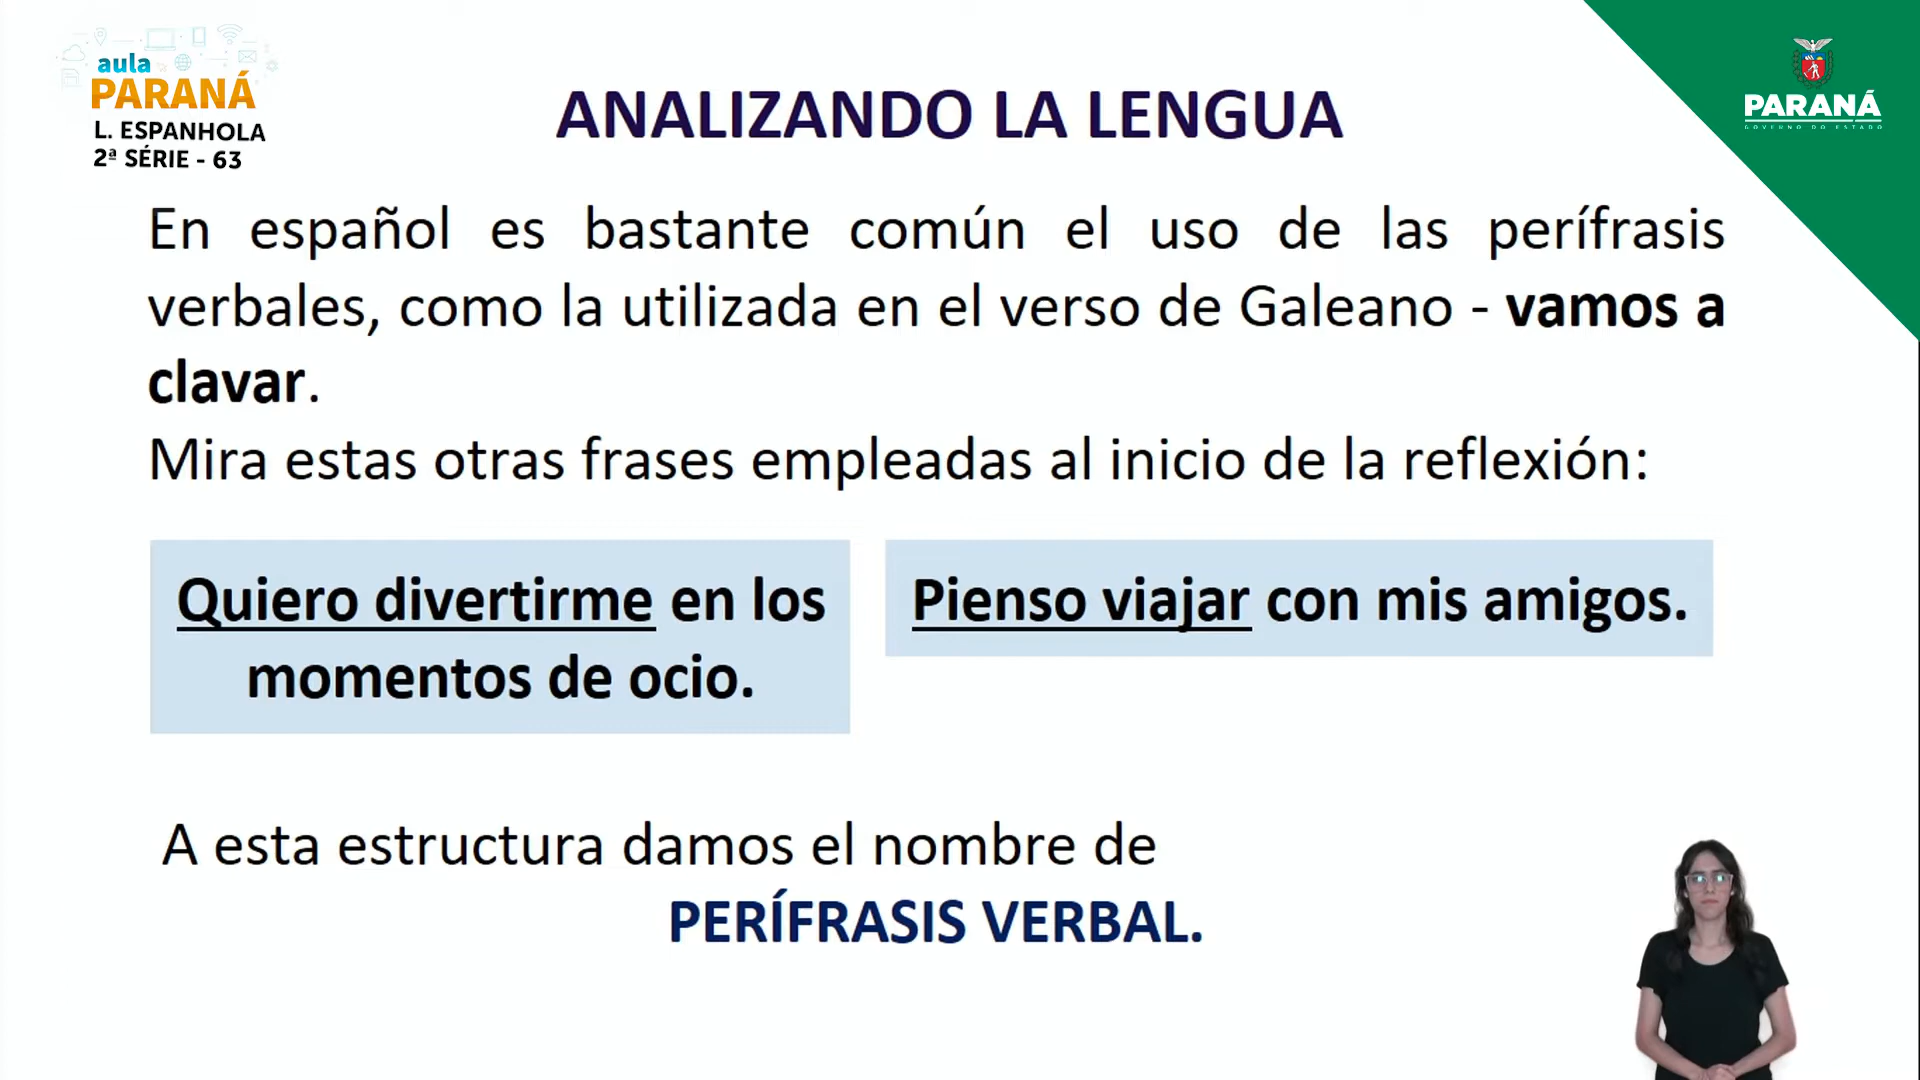 aula
PARANÁ
L. ESPANHOLA
2ª SÉRIE - 63
PARANÁ
GOVERNO DO ESTADO
ANALIZANDO LA LENGUA
En español es bastante común el uso de las perífrasis
verbales, como la utilizada en el verso de Galeano - vamos a
clavar.
Mira estas otras frases empleadas al inicio de la reflexión:
Quiero divertirme en los
momentos de ocio.
Pienso viajar con mis amigos.
A esta estructura damos el nombre de
PERÍFRASIS VERBAL.